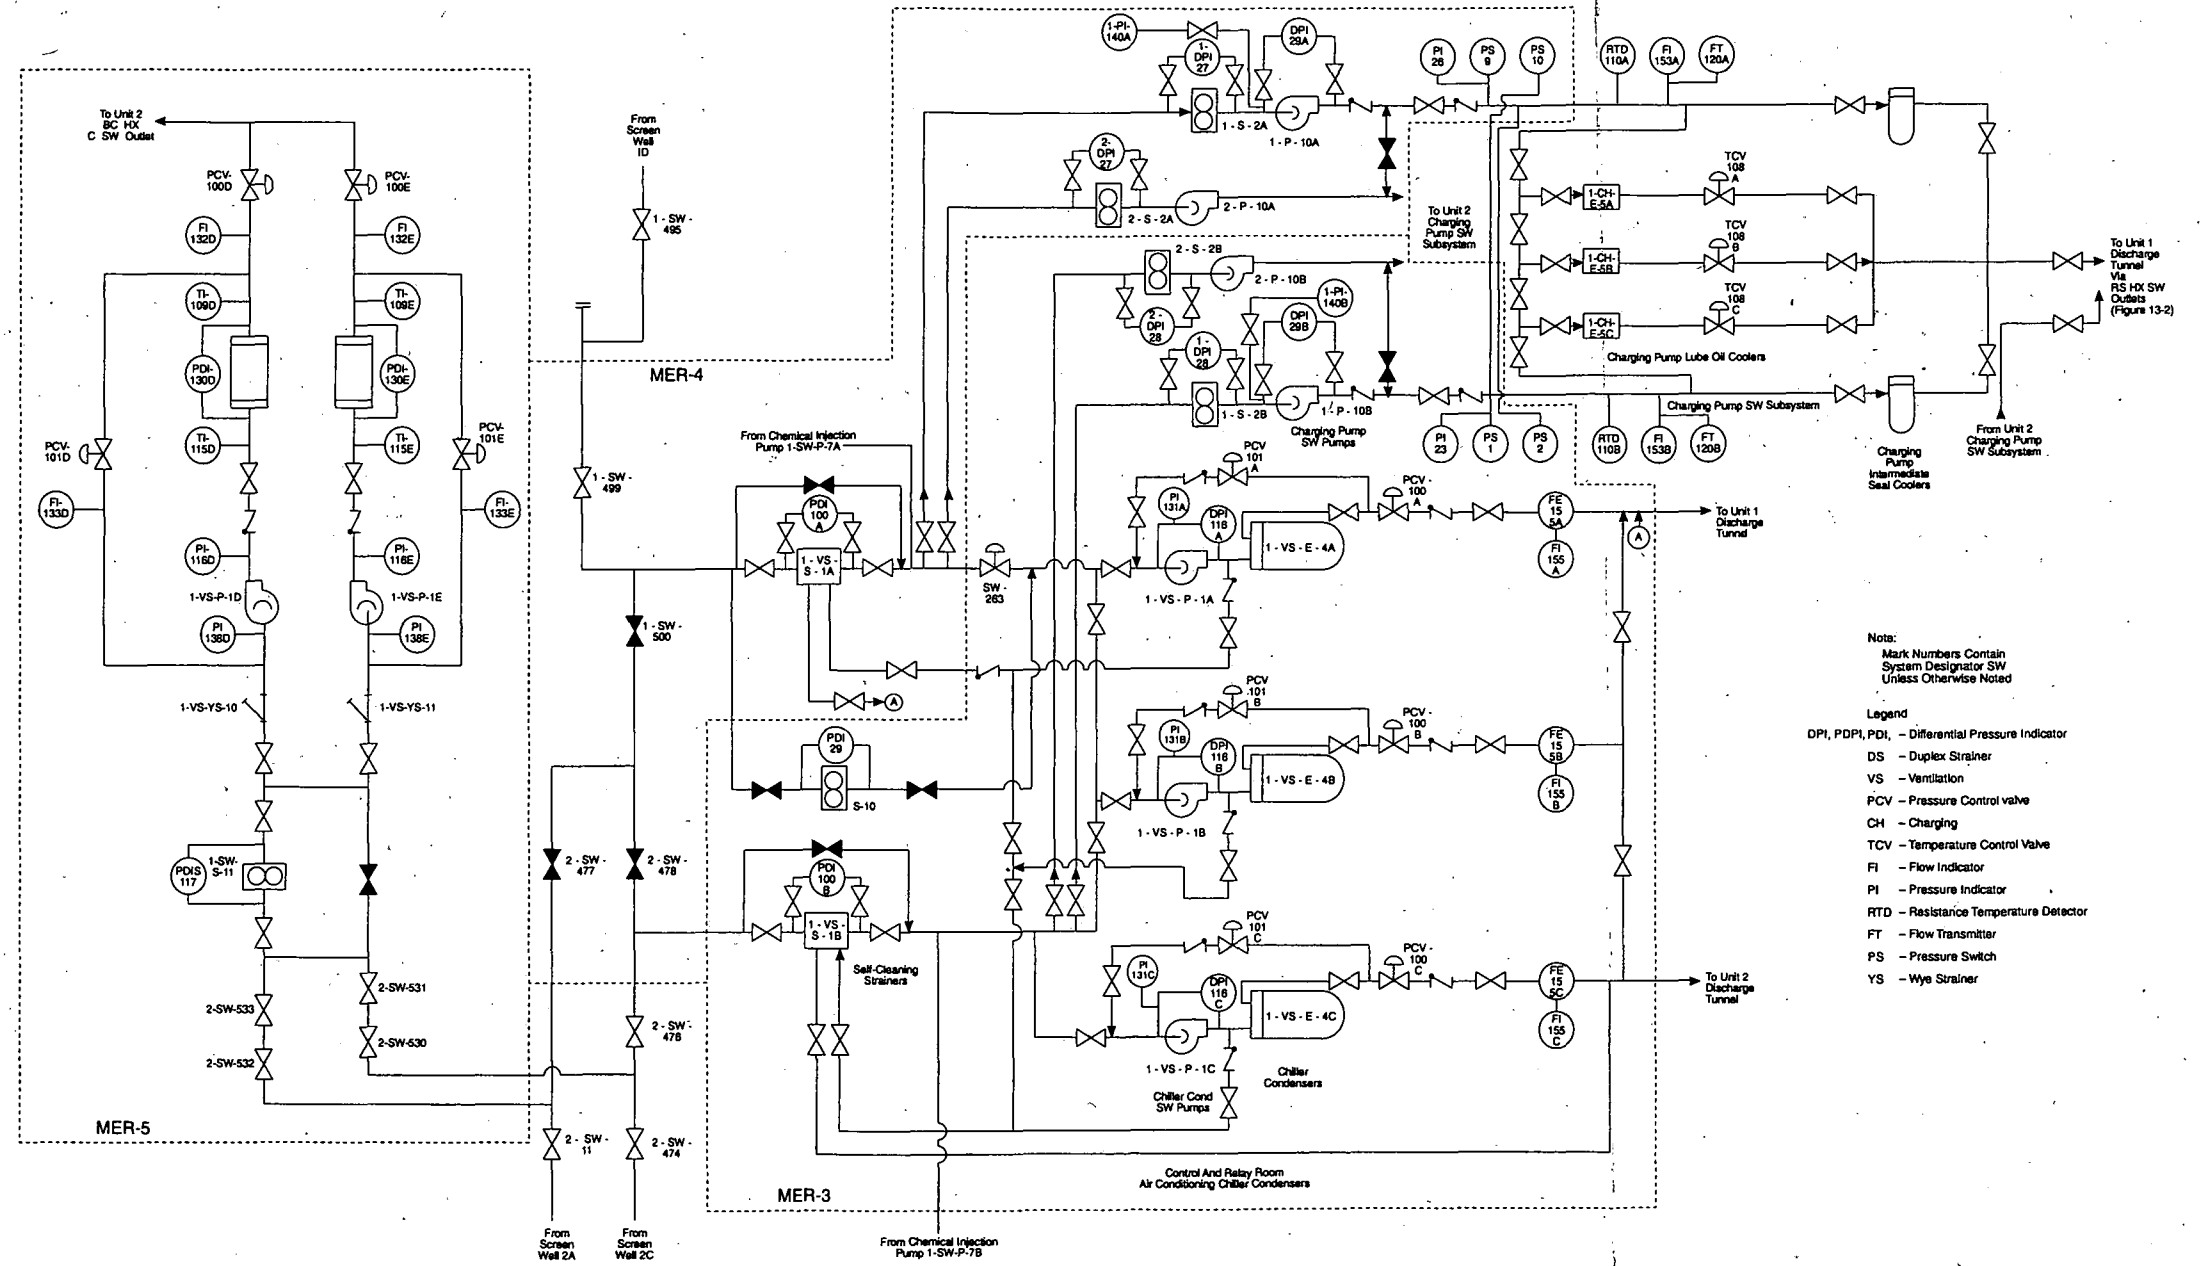 To Unit 2
BC HX
C SW Outlet
PCV-
100D
PCV-
100E
FI
132D
FI
132E
TI-
109D
TI-
109E
PDI-
130D
PDI-
130E
TI-
115D
TI-
115E
PCV-
101D
PCV-
101E
FI-
133D
FI-
133E
PI-
116D
PI-
116E
1-VS-P-1D
1-VS-P-1E
PI
138D
PI
138E
1-VS-YS-10
1-VS-YS-11
PDIS
117
1-SW-
S-11
2-SW-533
2-SW-531
2-SW-532
2-SW-530
MER-5
From
Screen
Well
ID
1 - SW -
495
1 - SW -
499
MER-4
1 - SW -
500
2 - SW -
477
2 - SW -
478
2 - SW -
476
2 - SW -
11
2 - SW -
474
From
Screen
Well 2A
From
Screen
Well 2C
1-PI-
140A
1-
DPI
27
DPI
29A
1 - S - 2A
1 - P - 10A
2-
DPI
27
2 - S - 2A
2 - P - 10A
2 - S - 2B
2 - P - 10B
2 -
DPI
28
1-PI-
140B
DPI
29B
1 -
DPI
28
1 - S - 2B
1 - P - 10B
Charging Pump
SW Pumps
PI
26
PS
9
PS
10
RTD
110A
FI
153A
FT
120A
To Unit 2
Charging
Pump SW
Subsystem
TCV
108
A
1-CH-
E-5A
TCV
108
B
1-CH-
E-5B
TCV
108
C
1-CH-
E-5C
Charging Pump Lube Oil Coolers
Charging Pump SW Subsystem
PI
23
PS
1
PS
2
RTD
110B
FI
153B
FT
120B
Charging
Pump
Intermediate
Seal Coolers
From Unit 2
Charging Pump
SW Subsystem
To Unit 1
Discharge
Tunnel
Via
RS HX SW
Outlets
(Figure 13-2)
From Chemical Injection
Pump 1-SW-P-7A
PDI
100
A
1 - VS -
S - 1A
SW -
263
A
PCV
101
A
PI
131A
DPI
116
A
1 - VS - P - 1A
1 - VS - E - 4A
PCV -
100
A
FE
15
5A
FI
155
A
To Unit 1
Discharge
Tunnel
A
PDI
29
S-10
PCV
101
B
PI
131B
DPI
116
B
1 - VS - P - 1B
1 - VS - E - 4B
PCV -
100
B
FE
15
5B
FI
155
B
PDI
100
B
1 - VS -
S - 1B
Self-Cleaning
Strainers
PCV
101
C
PI
131C
DPI
116
C
1 - VS - P - 1C
1 - VS - E - 4C
PCV -
100
C
FE
15
5C
FI
155
C
To Unit 2
Discharge
Tunnel
Chiller
Condensers
Chiller Cond
SW Pumps
Control And Relay Room
Air Conditioning Chiller Condensers
MER-3
From Chemical Injection
Pump 1-SW-P-7B
Note:
Mark Numbers Contain
System Designator SW
Unless Otherwise Noted
Legend
DPI, PDPI, PDI, – Differential Pressure Indicator
DS – Duplex Strainer
VS – Ventilation
PCV – Pressure Control valve
CH – Charging
TCV – Temperature Control Valve
FI – Flow Indicator
PI – Pressure Indicator
RTD – Resistance Temperature Detector
FT – Flow Transmitter
PS – Pressure Switch
YS – Wye Strainer